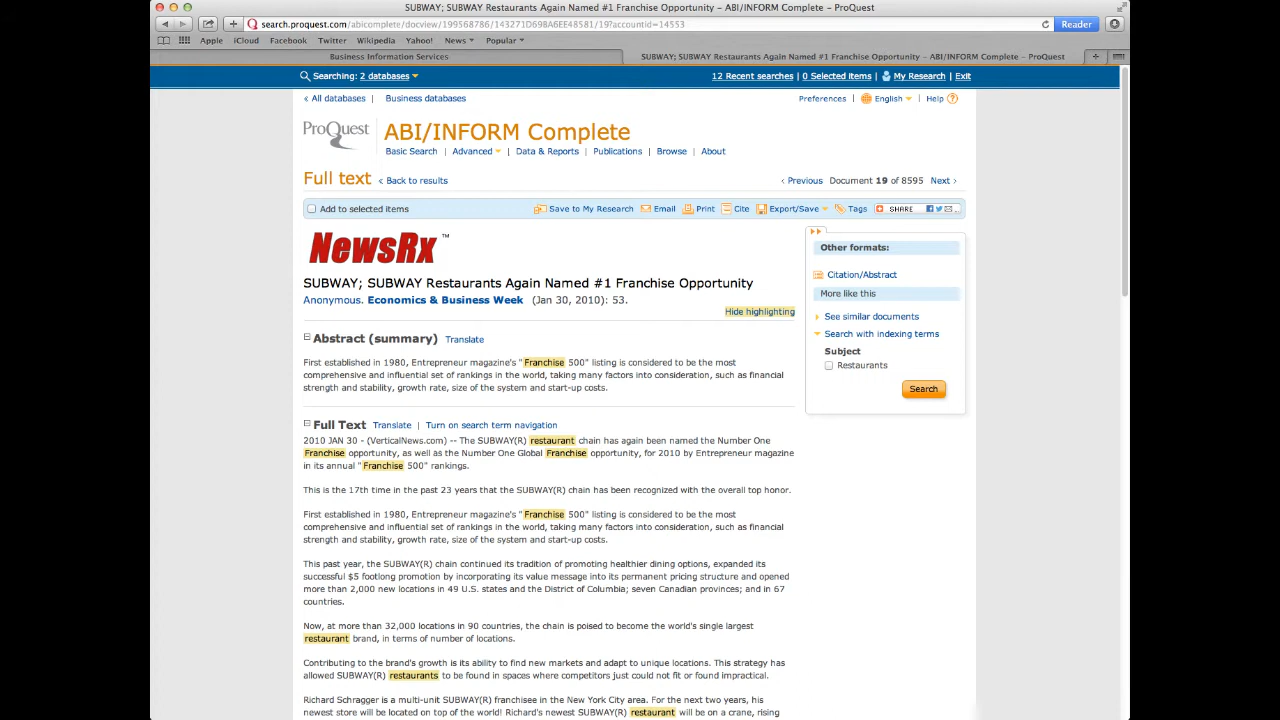 SUBWAY; SUBWAY Restaurants Again Named #1 Franchise Opportunity – ABI/INFORM Complete – ProQuest
search.proquest.com/abicomplete/docview/199568786/143271D698A6EE48581/19?accountid=14553
Reader
Apple iCloud Facebook Twitter Wikipedia Yahoo! News Popular
Business Information Services
SUBWAY; SUBWAY Restaurants Again Named #1 Franchise Opportunity – ABI/INFORM Complete – ProQuest
Searching: 2 databases
12 Recent searches | 0 Selected items | My Research | Exit
‹ All databases | Business databases
Preferences | English | Help
ProQuest
ABI/INFORM Complete
Basic Search | Advanced | Data & Reports | Publications | Browse | About
Full text ‹ Back to results
‹ Previous Document 19 of 8595 Next ›
Add to selected items
Save to My Research Email Print Cite Export/Save Tags SHARE
NewsRx™
SUBWAY; SUBWAY Restaurants Again Named #1 Franchise Opportunity
Anonymous. Economics & Business Week (Jan 30, 2010): 53.
Hide highlighting
Abstract (summary) Translate
First established in 1980, Entrepreneur magazine's "Franchise 500" listing is considered to be the most
comprehensive and influential set of rankings in the world, taking many factors into consideration, such as financial
strength and stability, growth rate, size of the system and start-up costs.
Full Text Translate | Turn on search term navigation
2010 JAN 30 - (VerticalNews.com) -- The SUBWAY(R) restaurant chain has again been named the Number One
Franchise opportunity, as well as the Number One Global Franchise opportunity, for 2010 by Entrepreneur magazine
in its annual "Franchise 500" rankings.
This is the 17th time in the past 23 years that the SUBWAY(R) chain has been recognized with the overall top honor.
First established in 1980, Entrepreneur magazine's "Franchise 500" listing is considered to be the most
comprehensive and influential set of rankings in the world, taking many factors into consideration, such as financial
strength and stability, growth rate, size of the system and start-up costs.
This past year, the SUBWAY(R) chain continued its tradition of promoting healthier dining options, expanded its
successful $5 footlong promotion by incorporating its value message into its permanent pricing structure and opened
more than 2,000 new locations in 49 U.S. states and the District of Columbia; seven Canadian provinces; and in 67
countries.
Now, at more than 32,000 locations in 90 countries, the chain is poised to become the world's single largest
restaurant brand, in terms of number of locations.
Contributing to the brand's growth is its ability to find new markets and adapt to unique locations. This strategy has
allowed SUBWAY(R) restaurants to be found in spaces where competitors just could not fit or found impractical.
Richard Schragger is a multi-unit SUBWAY(R) franchisee in the New York City area. For the next two years, his
newest store will be located on top of the world! Richard's newest SUBWAY(R) restaurant will be on a crane, rising
Other formats:
Citation/Abstract
More like this
See similar documents
Search with indexing terms
Subject
Restaurants
Search